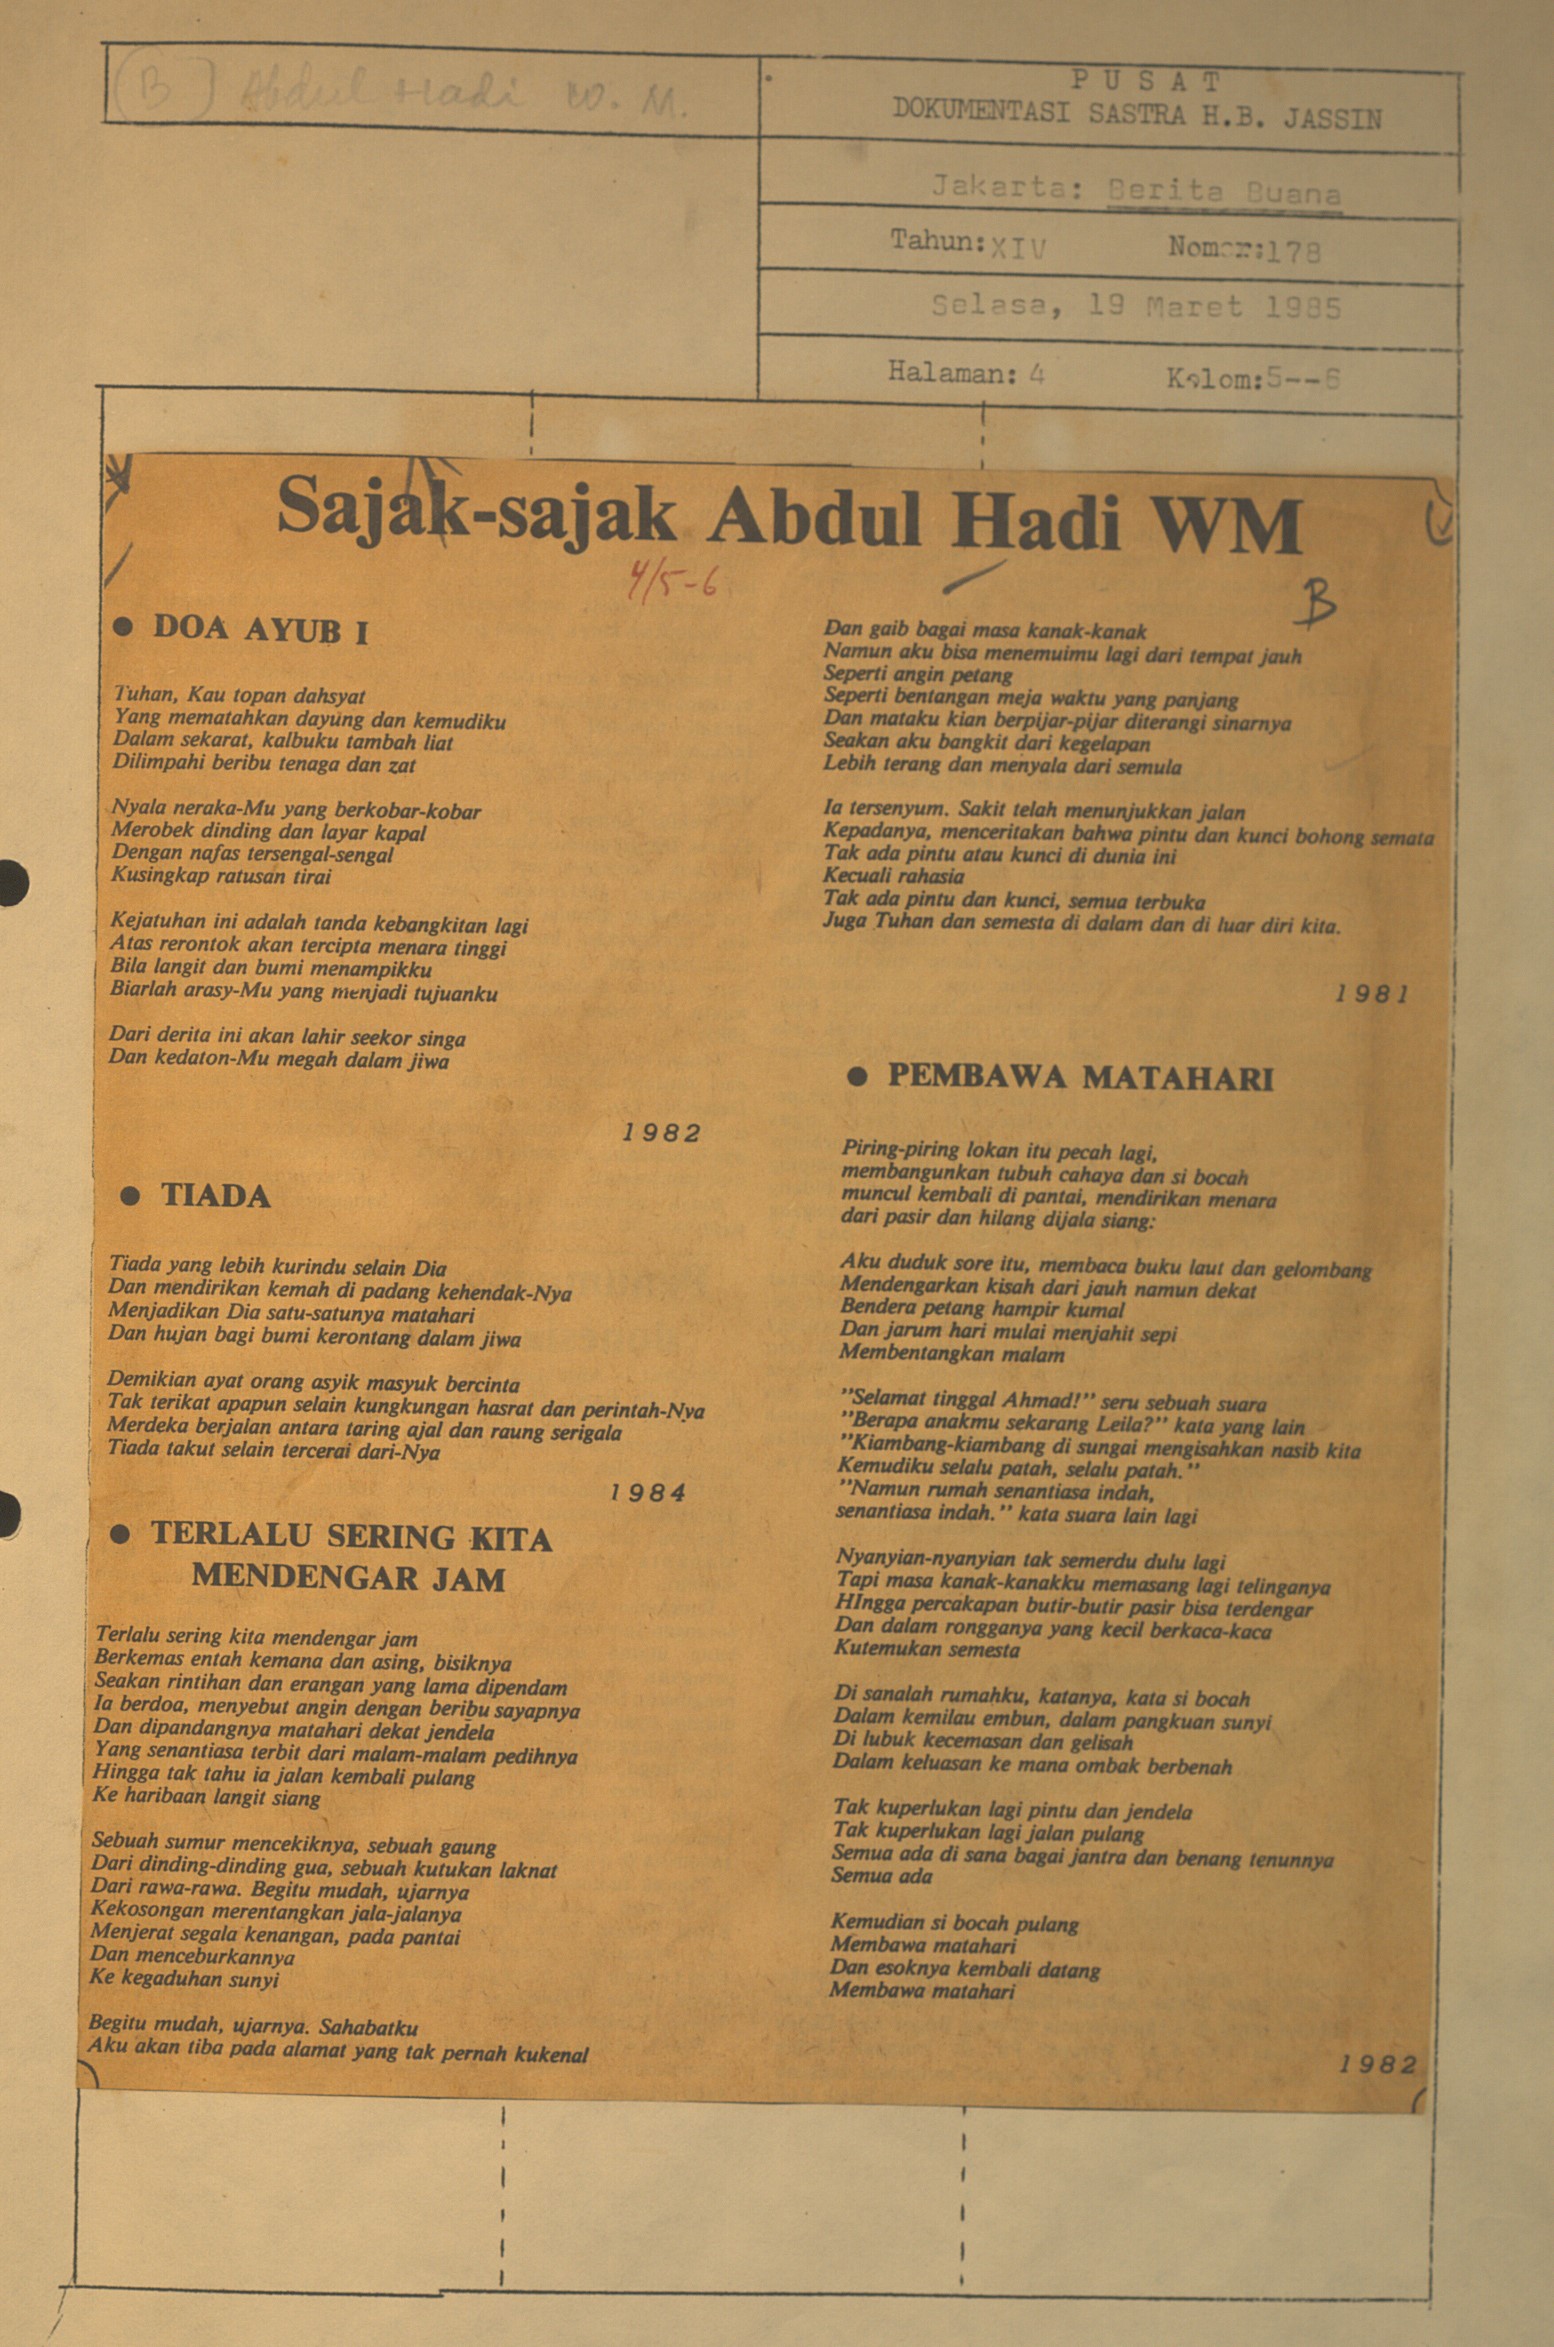 (B) Abdul Hadi W.M.
PUSAT
DOKUMENTASI SASTRA H.B. JASSIN
Jakarta: Berita Buana
Tahun: XIV Nomor: 178
Selasa, 19 Maret 1985
Halaman: 4 Kolom: 5--6
Sajak-sajak Abdul Hadi WM
4/5-6
B
● DOA AYUB I
Tuhan, Kau topan dahsyat
Yang mematahkan dayung dan kemudiku
Dalam sekarat, kalbuku tambah liat
Dilimpahi beribu tenaga dan zat
Nyala neraka-Mu yang berkobar-kobar
Merobek dinding dan layar kapal
Dengan nafas tersengal-sengal
Kusingkap ratusan tirai
Kejatuhan ini adalah tanda kebangkitan lagi
Atas rerontok akan tercipta menara tinggi
Bila langit dan bumi menampikku
Biarlah arasy-Mu yang menjadi tujuanku
Dari derita ini akan lahir seekor singa
Dan kedaton-Mu megah dalam jiwa
1982
● TIADA
Tiada yang lebih kurindu selain Dia
Dan mendirikan kemah di padang kehendak-Nya
Menjadikan Dia satu-satunya matahari
Dan hujan bagi bumi kerontang dalam jiwa
Demikian ayat orang asyik masyuk bercinta
Tak terikat apapun selain kungkungan hasrat dan perintah-Nya
Merdeka berjalan antara taring ajal dan raung serigala
Tiada takut selain tercerai dari-Nya
1984
● TERLALU SERING KITA
MENDENGAR JAM
Terlalu sering kita mendengar jam
Berkemas entah kemana dan asing, bisiknya
Seakan rintihan dan erangan yang lama dipendam
Ia berdoa, menyebut angin dengan beribu sayapnya
Dan dipandangnya matahari dekat jendela
Yang senantiasa terbit dari malam-malam pedihnya
Hingga tak tahu ia jalan kembali pulang
Ke haribaan langit siang
Sebuah sumur mencekiknya, sebuah gaung
Dari dinding-dinding gua, sebuah kutukan laknat
Dari rawa-rawa. Begitu mudah, ujarnya
Kekosongan merentangkan jala-jalanya
Menjerat segala kenangan, pada pantai
Dan menceburkannya
Ke kegaduhan sunyi
Begitu mudah, ujarnya. Sahabatku
Aku akan tiba pada alamat yang tak pernah kukenal
Dan gaib bagai masa kanak-kanak
Namun aku bisa menemuimu lagi dari tempat jauh
Seperti angin petang
Seperti bentangan meja waktu yang panjang
Dan mataku kian berpijar-pijar diterangi sinarnya
Seakan aku bangkit dari kegelapan
Lebih terang dan menyala dari semula
Ia tersenyum. Sakit telah menunjukkan jalan
Kepadanya, menceritakan bahwa pintu dan kunci bohong semata
Tak ada pintu atau kunci di dunia ini
Kecuali rahasia
Tak ada pintu dan kunci, semua terbuka
Juga Tuhan dan semesta di dalam dan di luar diri kita.
1981
● PEMBAWA MATAHARI
Piring-piring lokan itu pecah lagi,
membangunkan tubuh cahaya dan si bocah
muncul kembali di pantai, mendirikan menara
dari pasir dan hilang dijala siang:
Aku duduk sore itu, membaca buku laut dan gelombang
Mendengarkan kisah dari jauh namun dekat
Bendera petang hampir kumal
Dan jarum hari mulai menjahit sepi
Membentangkan malam
"Selamat tinggal Ahmad!" seru sebuah suara
"Berapa anakmu sekarang Leila?" kata yang lain
"Kiambang-kiambang di sungai mengisahkan nasib kita
Kemudiku selalu patah, selalu patah."
"Namun rumah senantiasa indah,
senantiasa indah." kata suara lain lagi
Nyanyian-nyanyian tak semerdu dulu lagi
Tapi masa kanak-kanakku memasang lagi telinganya
HIngga percakapan butir-butir pasir bisa terdengar
Dan dalam rongganya yang kecil berkaca-kaca
Kutemukan semesta
Di sanalah rumahku, katanya, kata si bocah
Dalam kemilau embun, dalam pangkuan sunyi
Di lubuk kecemasan dan gelisah
Dalam keluasan ke mana ombak berbenah
Tak kuperlukan lagi pintu dan jendela
Tak kuperlukan lagi jalan pulang
Semua ada di sana bagai jantra dan benang tenunnya
Semua ada
Kemudian si bocah pulang
Membawa matahari
Dan esoknya kembali datang
Membawa matahari
1982